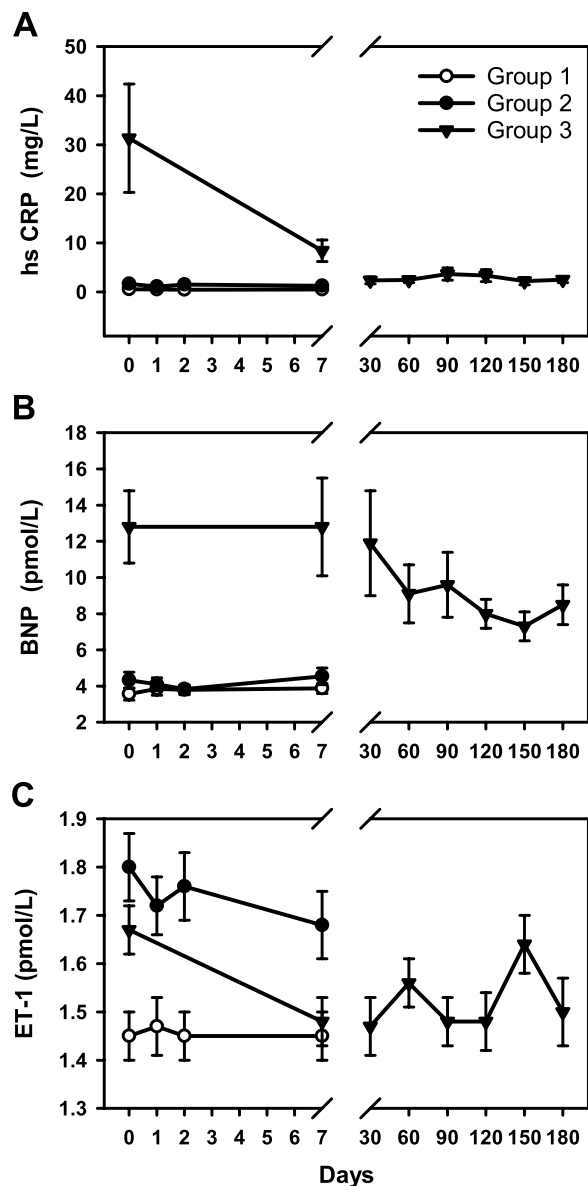 A
hs CRP (mg/L)
50
40
30
20
10
0
Group 1
Group 2
Group 3
0 1 2 3 4 5 6 7 30 60 90 120 150 180
B
BNP (pmol/L)
18
16
14
12
10
8
6
4
2
0 1 2 3 4 5 6 7 30 60 90 120 150 180
C
ET-1 (pmol/L)
1.9
1.8
1.7
1.6
1.5
1.4
1.3
0 1 2 3 4 5 6 7 30 60 90 120 150 180
Days